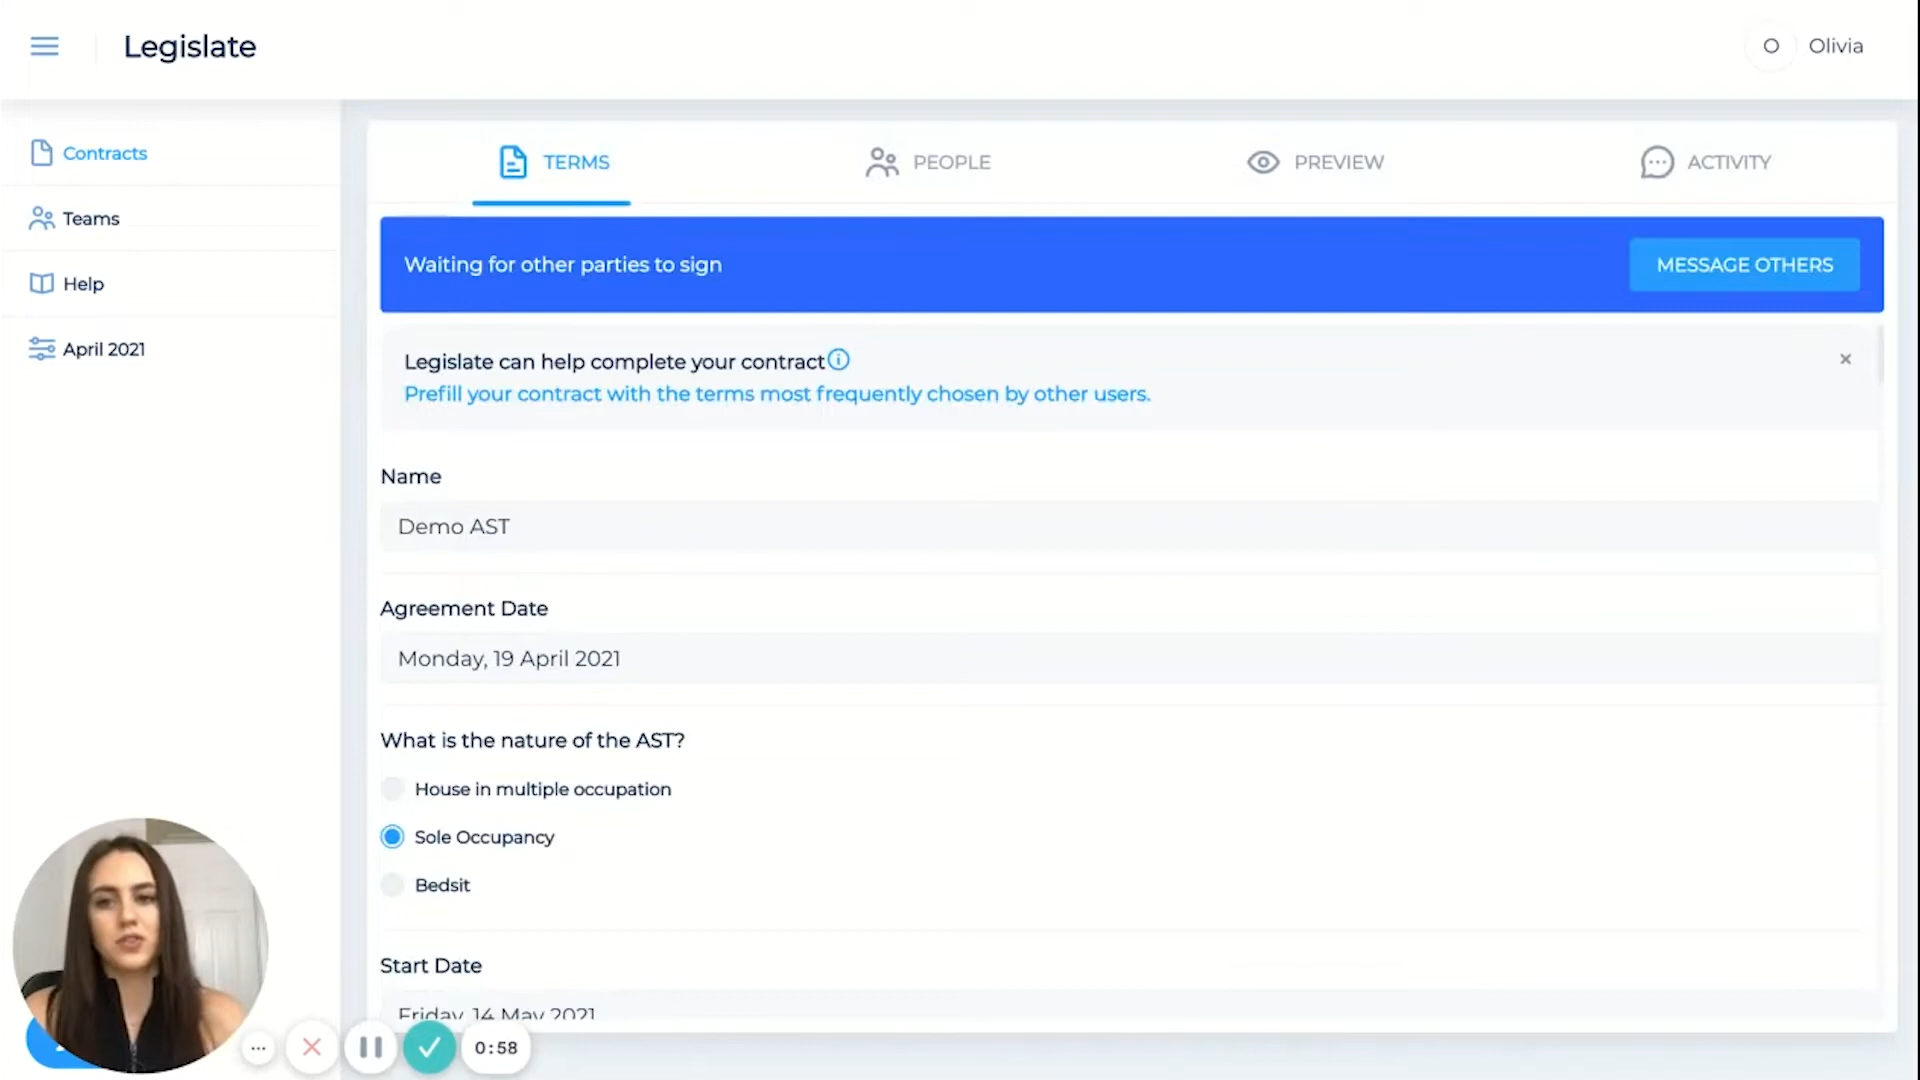 Legislate
O Olivia
Contracts
Teams
Help
April 2021
TERMS
PEOPLE
PREVIEW
ACTIVITY
Waiting for other parties to sign
MESSAGE OTHERS
Legislate can help complete your contract
Prefill your contract with the terms most frequently chosen by other users.
Name
Demo AST
Agreement Date
Monday, 19 April 2021
What is the nature of the AST?
House in multiple occupation
Sole Occupancy
Bedsit
Start Date
Friday, 14 May 2021
0:58